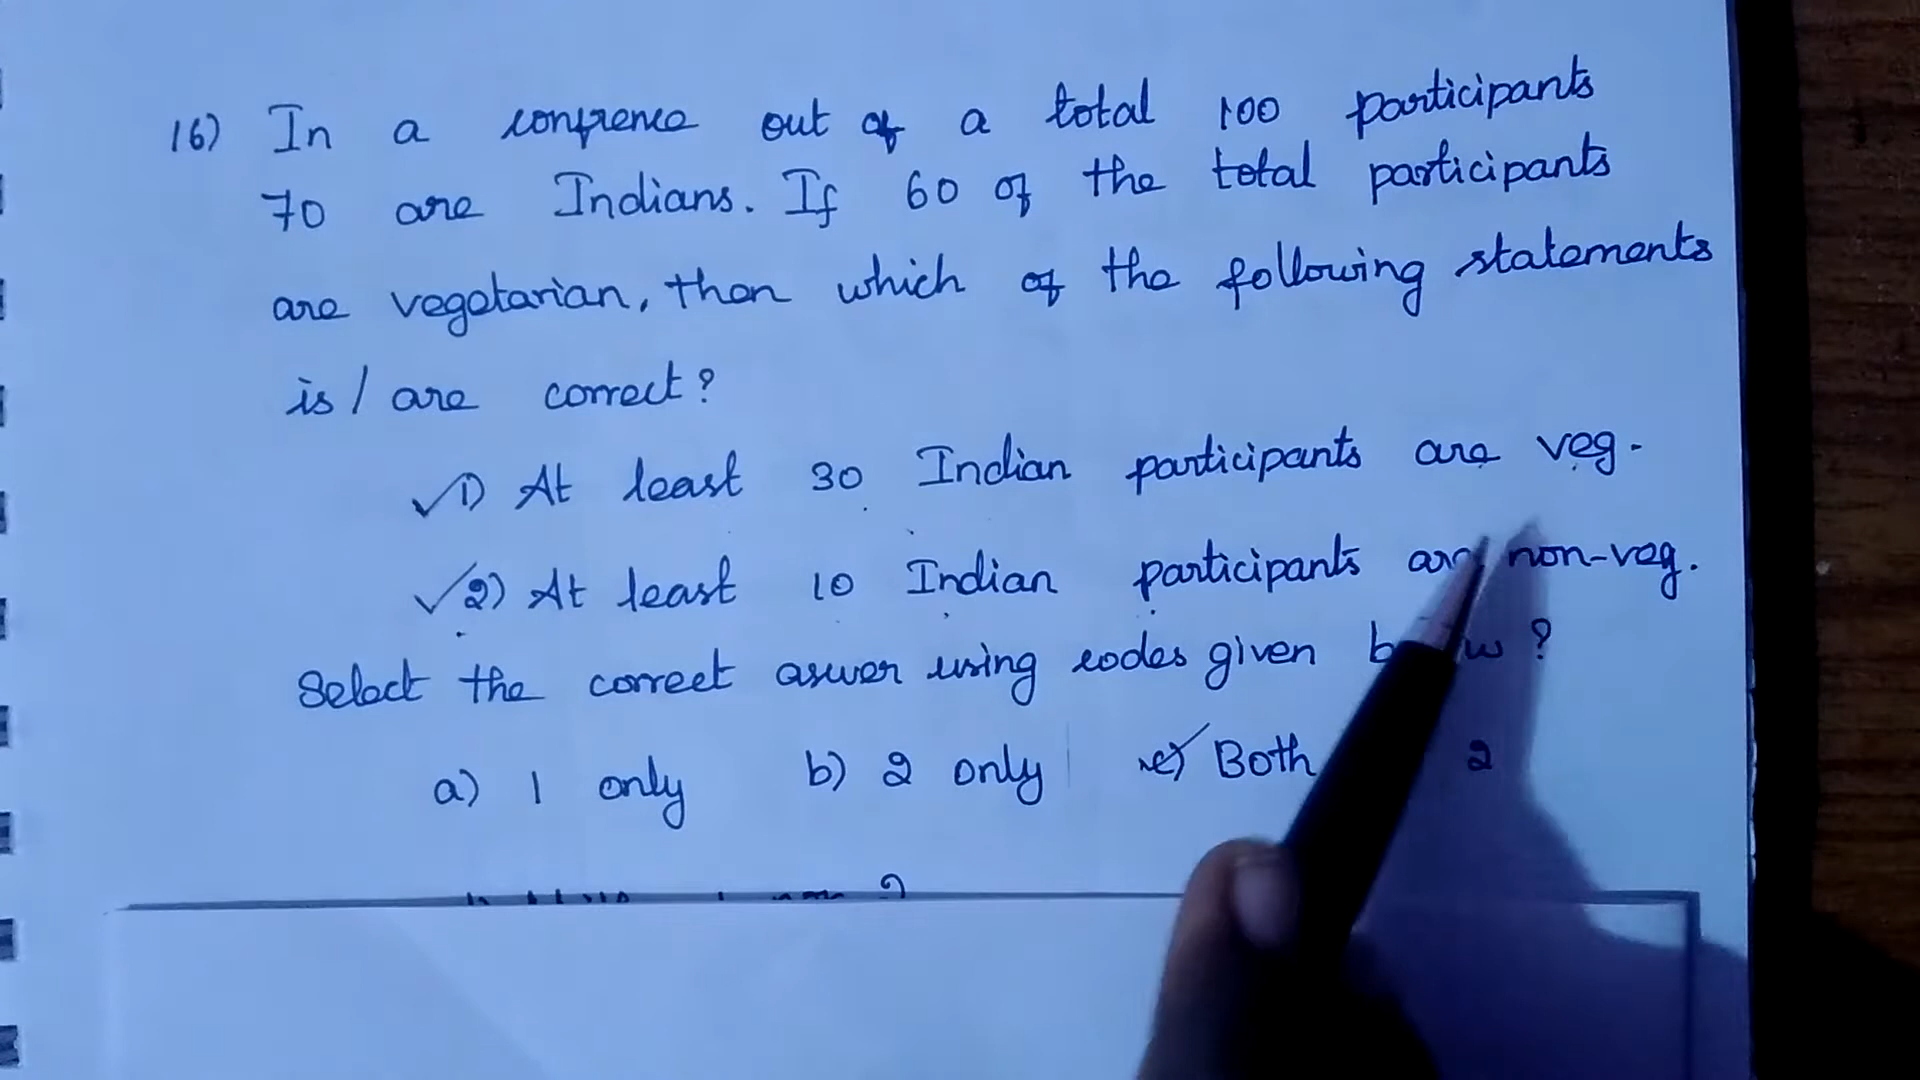 16) In a confrence out of a total 100 participants
70 are Indians. If 60 of the total participants
are vegetarian, then which of the following statements
is / are correct?
✓1) At least 30 Indian participants are veg.
✓2) At least 10 Indian participants are non-veg.
Select the correct aswer using codes given ?
a) 1 only b) 2 only ✓c) Both 2